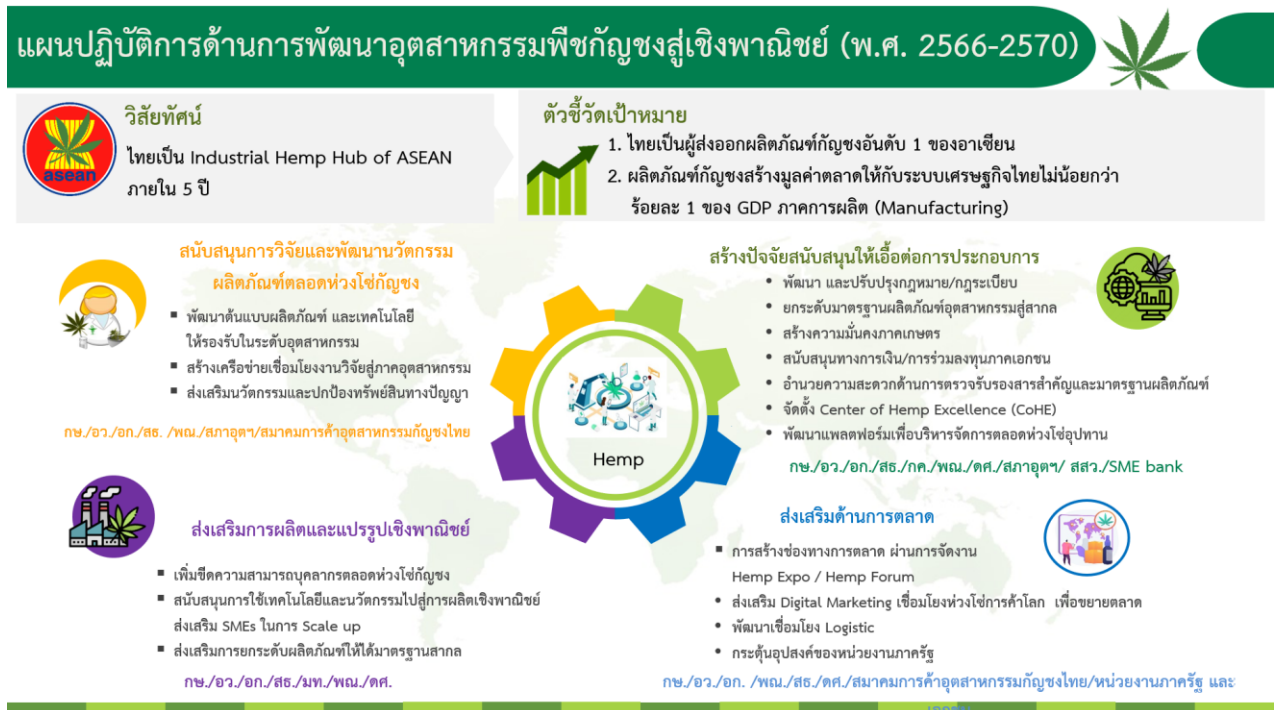 แผนปฏิบัติการด้านการพัฒนาอุตสาหกรรมพืชกัญชงสู่เชิงพาณิชย์ (พ.ศ. 2566-2570)
asean
วิสัยทัศน์
ไทยเป็น Industrial Hemp Hub of ASEAN
ภายใน 5 ปี
ตัวชี้วัดเป้าหมาย
1. ไทยเป็นผู้ส่งออกผลิตภัณฑ์กัญชงอันดับ 1 ของอาเซียน
2. ผลิตภัณฑ์กัญชงสร้างมูลค่าตลาดให้กับระบบเศรษฐกิจไทยไม่น้อยกว่า
ร้อยละ 1 ของ GDP ภาคการผลิต (Manufacturing)
สนับสนุนการวิจัยและพัฒนานวัตกรรม
ผลิตภัณฑ์ตลอดห่วงโซ่กัญชง
▪ พัฒนาต้นแบบผลิตภัณฑ์ และเทคโนโลยี
ให้รองรับในระดับอุตสาหกรรม
▪ สร้างเครือข่ายเชื่อมโยงงานวิจัยสู่ภาคอุตสาหกรรม
▪ ส่งเสริมนวัตกรรมและปกป้องทรัพย์สินทางปัญญา
กษ./อว./อก./สธ. /พณ./สภาอุตฯ/สมาคมการค้าอุตสาหกรรมกัญชงไทย
สร้างปัจจัยสนับสนุนให้เอื้อต่อการประกอบการ
• พัฒนา และปรับปรุงกฎหมาย/กฎระเบียบ
• ยกระดับมาตรฐานผลิตภัณฑ์อุตสาหกรรมสู่สากล
• สร้างความมั่นคงภาคเกษตร
• สนับสนุนทางการเงิน/การร่วมลงทุนภาคเอกชน
• อำนวยความสะดวกด้านการตรวจรับรองสารสำคัญและมาตรฐานผลิตภัณฑ์
• จัดตั้ง Center of Hemp Excellence (CoHE)
• พัฒนาแพลตฟอร์มเพื่อบริหารจัดการตลอดห่วงโซ่อุปทาน
กษ./อว./อก./สธ./กค./พณ./ดศ./สภาอุตฯ/ สสว./SME bank
Hemp
ส่งเสริมการผลิตและแปรรูปเชิงพาณิชย์
▪ เพิ่มขีดความสามารถบุคลากรตลอดห่วงโซ่กัญชง
▪ สนับสนุนการใช้เทคโนโลยีและนวัตกรรมไปสู่การผลิตเชิงพาณิชย์
ส่งเสริม SMEs ในการ Scale up
▪ ส่งเสริมการยกระดับผลิตภัณฑ์ให้ได้มาตรฐานสากล
กษ./อว./อก./สธ./มท./พณ./ดศ.
ส่งเสริมด้านการตลาด
▪ การสร้างช่องทางการตลาด ผ่านการจัดงาน
Hemp Expo / Hemp Forum
• ส่งเสริม Digital Marketing เชื่อมโยงห่วงโซ่การค้าโลก เพื่อขยายตลาด
• พัฒนาเชื่อมโยง Logistic
• กระตุ้นอุปสงค์ของหน่วยงานภาครัฐ
กษ./อว./อก. /พณ./สธ./ดศ./สมาคมการค้าอุตสาหกรรมกัญชงไทย/หน่วยงานภาครัฐ และ